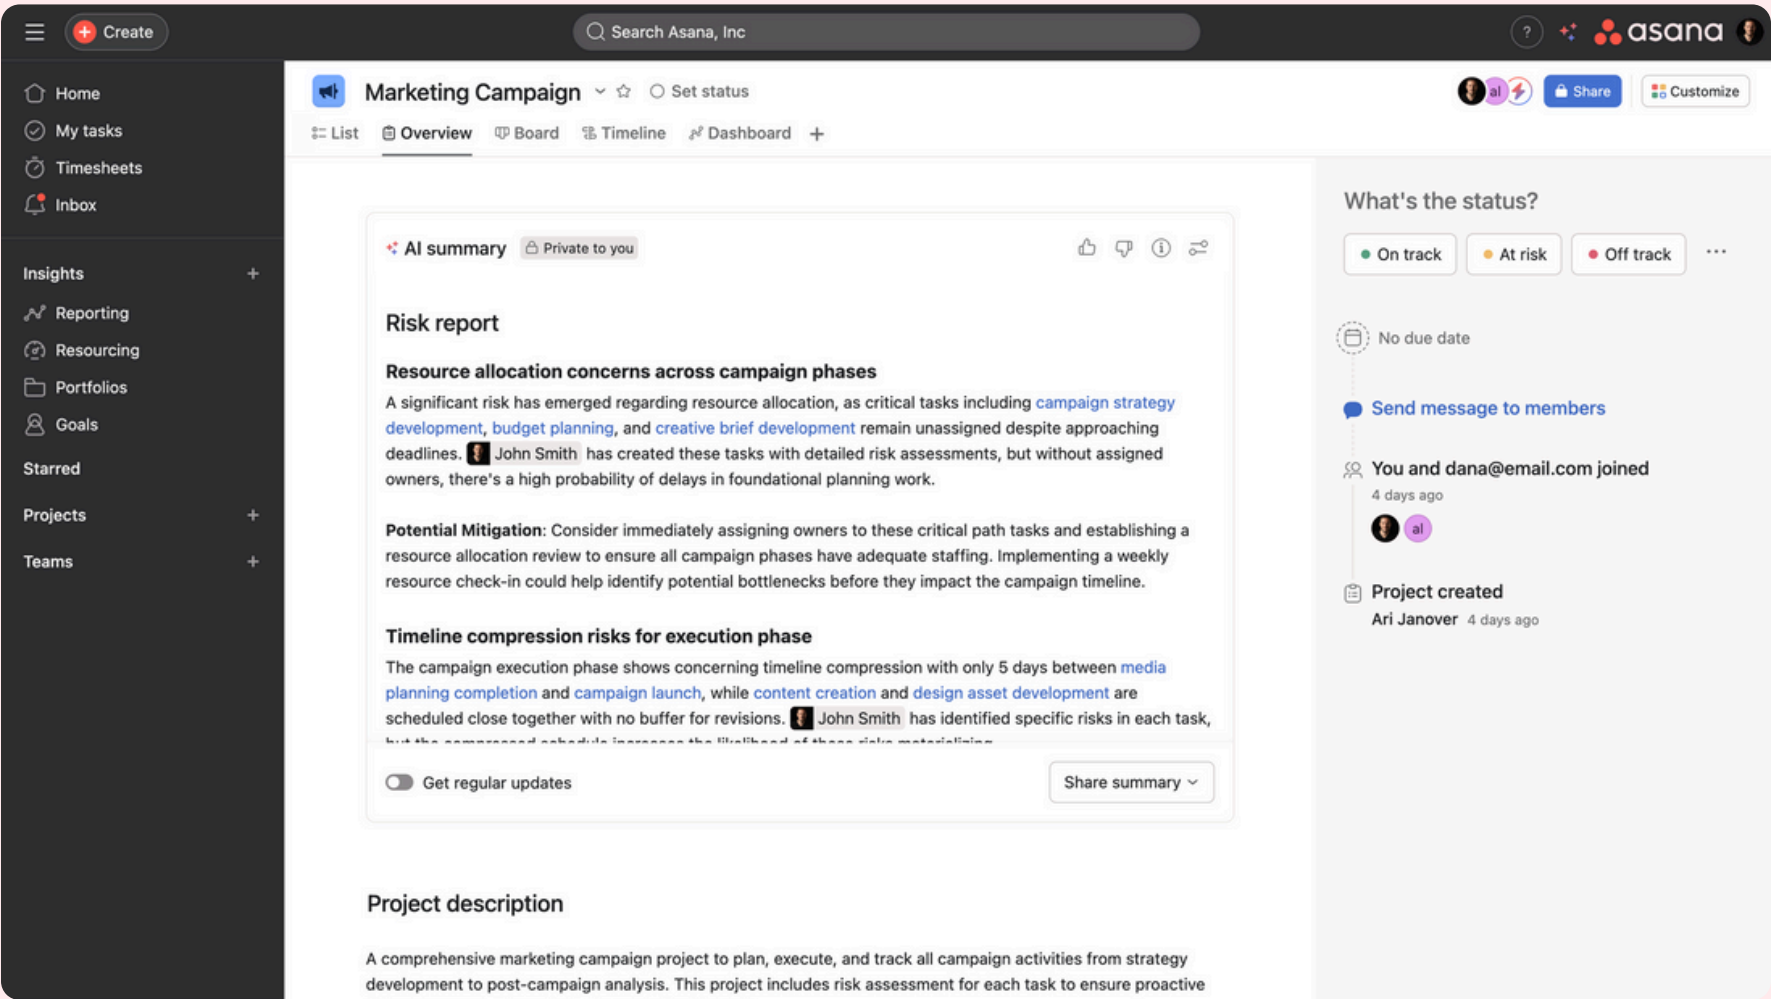 Create
Search Asana, Inc
?
asana
Home
My tasks
Timesheets
Inbox
Insights
Reporting
Resourcing
Portfolios
Goals
Starred
Projects
Teams
Marketing Campaign
Set status
al
Share
Customize
List
Overview
Board
Timeline
Dashboard
AI summary
Private to you
Risk report
Resource allocation concerns across campaign phases
A significant risk has emerged regarding resource allocation, as critical tasks including campaign strategy
development, budget planning, and creative brief development remain unassigned despite approaching
deadlines. John Smith has created these tasks with detailed risk assessments, but without assigned
owners, there's a high probability of delays in foundational planning work.
Potential Mitigation: Consider immediately assigning owners to these critical path tasks and establishing a
resource allocation review to ensure all campaign phases have adequate staffing. Implementing a weekly
resource check-in could help identify potential bottlenecks before they impact the campaign timeline.
Timeline compression risks for execution phase
The campaign execution phase shows concerning timeline compression with only 5 days between media
planning completion and campaign launch, while content creation and design asset development are
scheduled close together with no buffer for revisions. John Smith has identified specific risks in each task,
but the compressed schedule increases the likelihood of these risks materializing.
Get regular updates
Share summary
Project description
A comprehensive marketing campaign project to plan, execute, and track all campaign activities from strategy
development to post-campaign analysis. This project includes risk assessment for each task to ensure proactive
What's the status?
On track
At risk
Off track
No due date
Send message to members
You and dana@email.com joined
4 days ago
al
Project created
Ari Janover 4 days ago